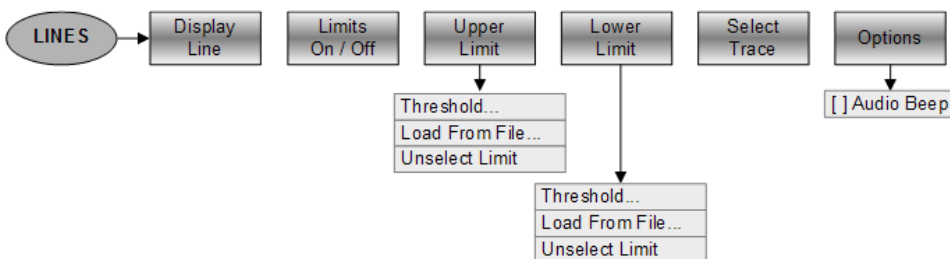 LINES
Display
Line
Limits
On / Off
Upper
Limit
Lower
Limit
Select
Trace
Options
Threshold...
Load From File...
Unselect Limit
[ ] Audio Beep
Threshold...
Load From File...
Unselect Limit